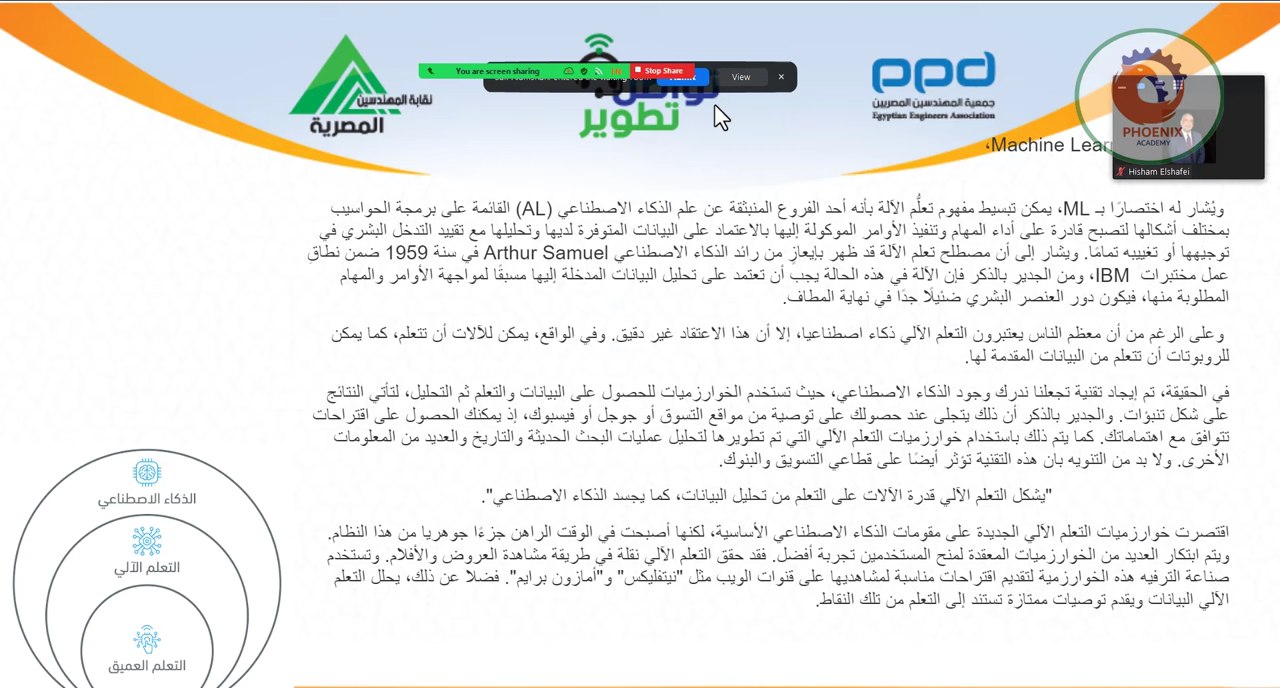 You are screen sharing
Stop Share
View
نقابة المهندسين
المصرية
تواصل
تطوير
ppd
جمعية المهندسين المصريين
Egyptian Engineers Association
PHOENIX
ACADEMY
Hisham Elshafei
Machine Lear،
ويُشار له اختصارًا بـ ML، يمكن تبسيط مفهوم تعلُّم الآلة بأنه أحد الفروع المنبثقة عن علم الذكاء الاصطناعي (AL) القائمة على برمجة الحواسيب
بمختلف أشكالها لتصبح قادرة على أداء المهام وتنفيذ الأوامر الموكولة إليها بالاعتماد على البيانات المتوفرة لديها وتحليلها مع تقييد التدخل البشري في
توجيهها أو تغييبه تمامًا. ويشار إلى أن مصطلح تعلم الآلة قد ظهر بإيعازٍ من رائد الذكاء الاصطناعي Arthur Samuel في سنة 1959 ضمن نطاقِ
عمل مختبرات IBM، ومن الجديرِ بالذكر فإن الآلة في هذه الحالة يجب أن تعتمد على تحليل البيانات المدخلة إليها مسبقًا لمواجهة الأوامر والمهام
المطلوبة منها، فيكون دور العنصر البشري ضئيلًا جدًا في نهاية المطاف.
وعلى الرغم من أن معظم الناس يعتبرون التعلم الآلي ذكاء اصطناعيا، إلا أن هذا الاعتقاد غير دقيق. وفي الواقع، يمكن للآلات أن تتعلم، كما يمكن
للروبوتات أن تتعلم من البيانات المقدمة لها.
في الحقيقة، تم إيجاد تقنية تجعلنا ندرك وجود الذكاء الاصطناعي، حيث تستخدم الخوارزميات للحصول على البيانات والتعلم ثم التحليل، لتأتي النتائج
على شكل تنبؤات. والجدير بالذكر أن ذلك يتجلى عند حصولك على توصية من مواقع التسوق أو جوجل أو فيسبوك، إذ يمكنك الحصول على اقتراحات
تتوافق مع اهتماماتك. كما يتم ذلك باستخدام خوارزميات التعلم الآلي التي تم تطويرها لتحليل عمليات البحث الحديثة والتاريخ والعديد من المعلومات
الأخرى. ولا بد من التنويه بان هذه التقنية تؤثر أيضًا على قطاعي التسويق والبنوك.
"يشكل التعلم الآلي قدرة الآلات على التعلم من تحليل البيانات، كما يجسد الذكاء الاصطناعي".
اقتصرت خوارزميات التعلم الآلي الجديدة على مقومات الذكاء الاصطناعي الأساسية، لكنها أصبحت في الوقت الراهن جزءًا جوهريا من هذا النظام.
ويتم ابتكار العديد من الخوارزميات المعقدة لمنح المستخدمين تجربة أفضل. فقد حقق التعلم الآلي نقلة في طريقة مشاهدة العروض والأفلام. وتستخدم
صناعة الترفيه هذه الخوارزمية لتقديم اقتراحات مناسبة لمشاهديها على قنوات الويب مثل "نيتفليكس" و"أمازون برايم". فضلا عن ذلك، يحلل التعلم
الآلي البيانات ويقدم توصيات ممتازة تستند إلى التعلم من تلك النقاط.
الذكاء الاصطناعي
التعلم الآلي
التعلم العميق